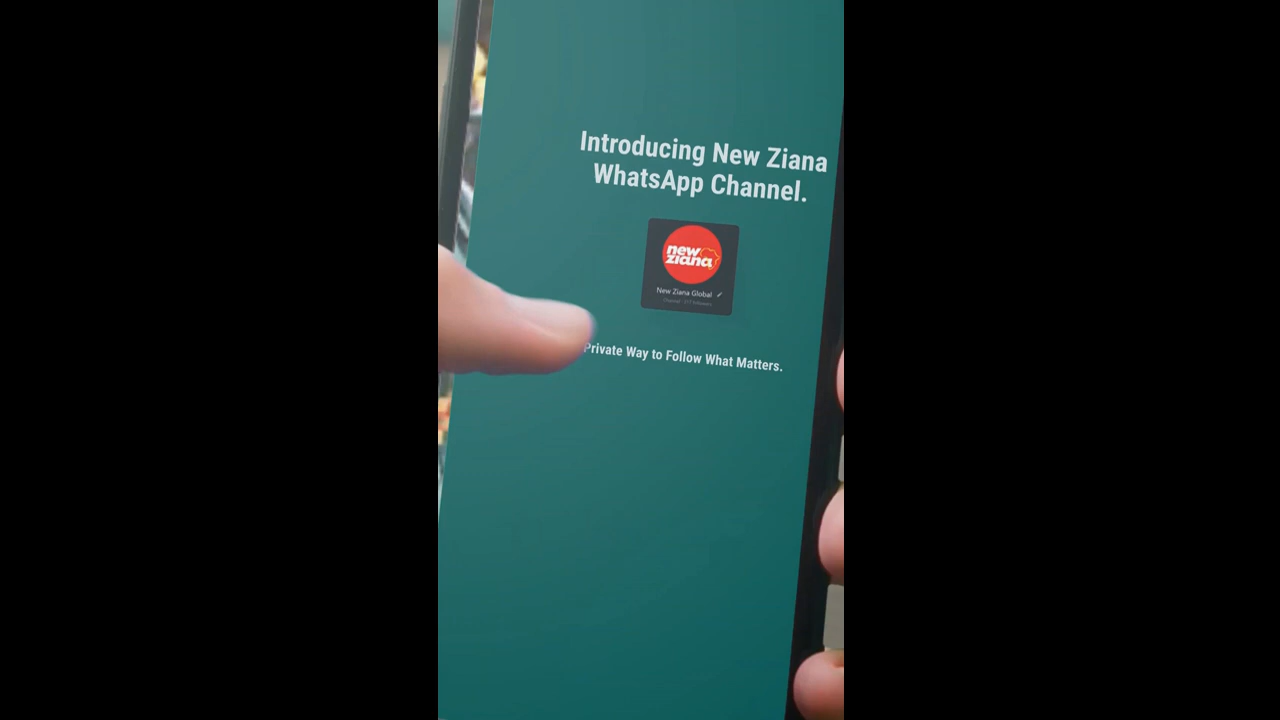 Introducing New Ziana
WhatsApp Channel.
new
ziana
New Ziana Global
Private Way to Follow What Matters.